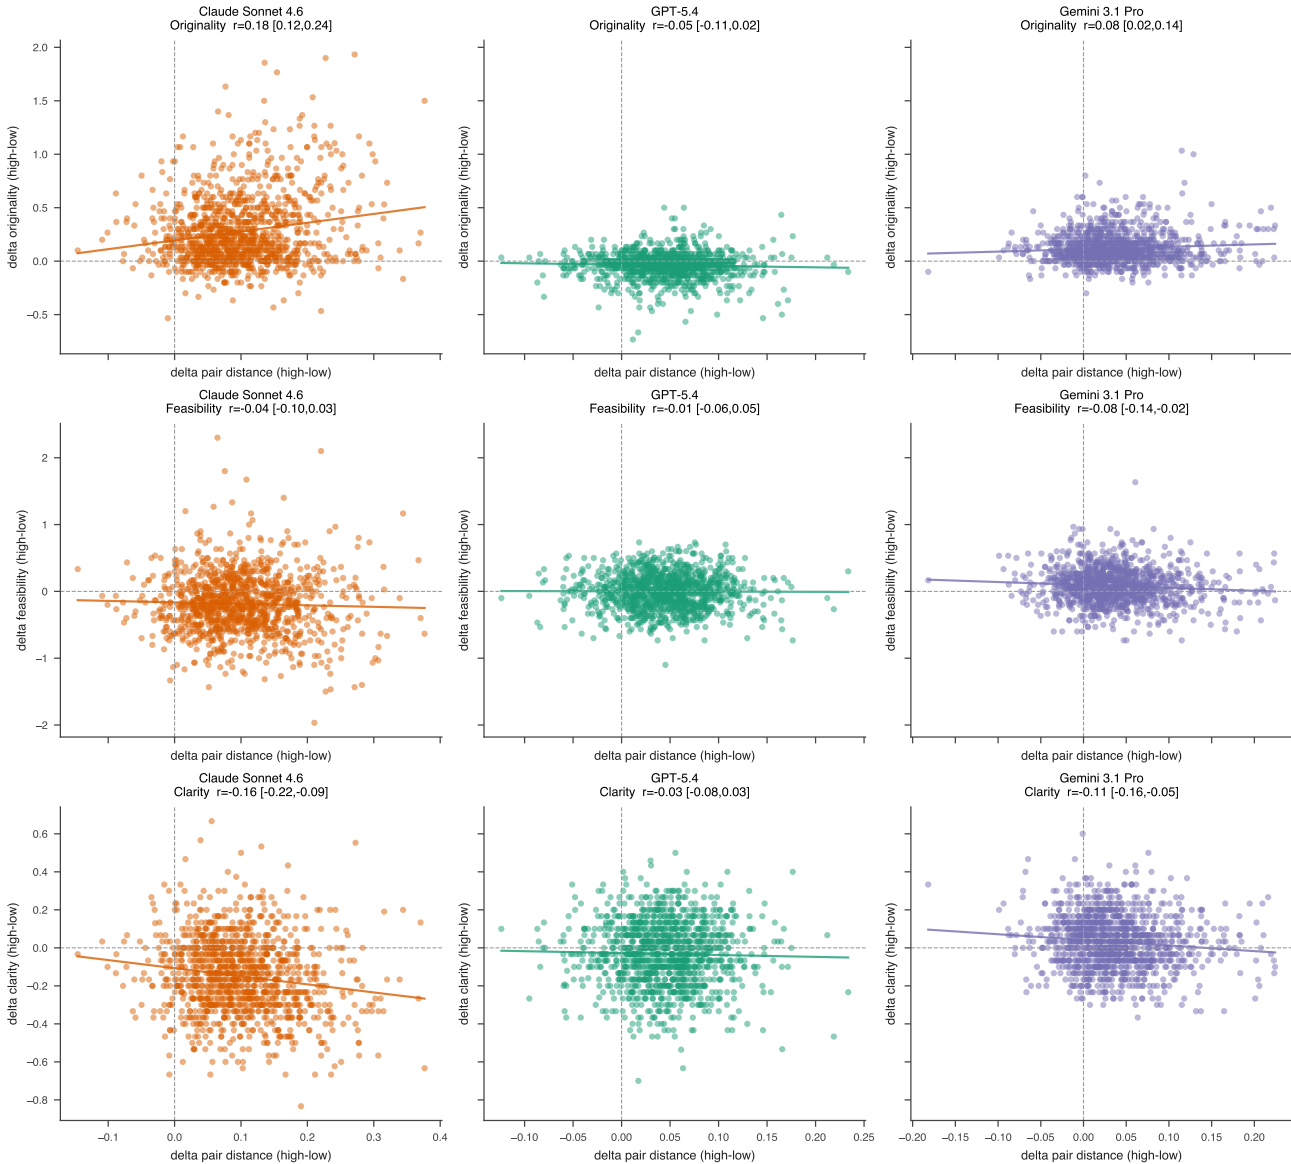 Claude Sonnet 4.6
Originality r=0.18 [0.12,0.24]
GPT-5.4
Originality r=-0.05 [-0.11,0.02]
Gemini 3.1 Pro
Originality r=0.08 [0.02,0.14]
delta originality (high-low)
2.0
1.5
1.0
0.5
0.0
−0.5
delta pair distance (high-low)
delta originality (high-low)
delta pair distance (high-low)
delta originality (high-low)
delta pair distance (high-low)
Claude Sonnet 4.6
Feasibility r=-0.04 [-0.10,0.03]
GPT-5.4
Feasibility r=-0.01 [-0.06,0.05]
Gemini 3.1 Pro
Feasibility r=-0.08 [-0.14,-0.02]
delta feasibility (high-low)
2
1
0
−1
−2
delta pair distance (high-low)
delta feasibility (high-low)
delta pair distance (high-low)
delta feasibility (high-low)
delta pair distance (high-low)
Claude Sonnet 4.6
Clarity r=-0.16 [-0.22,-0.09]
GPT-5.4
Clarity r=-0.03 [-0.08,0.03]
Gemini 3.1 Pro
Clarity r=-0.11 [-0.16,-0.05]
delta clarity (high-low)
0.6
0.4
0.2
0.0
−0.2
−0.4
−0.6
−0.8
−0.1 0.0 0.1 0.2 0.3 0.4
delta pair distance (high-low)
delta clarity (high-low)
−0.10 −0.05 0.00 0.05 0.10 0.15 0.20 0.25
delta pair distance (high-low)
delta clarity (high-low)
−0.20 −0.15 −0.10 −0.05 0.00 0.05 0.10 0.15 0.20
delta pair distance (high-low)